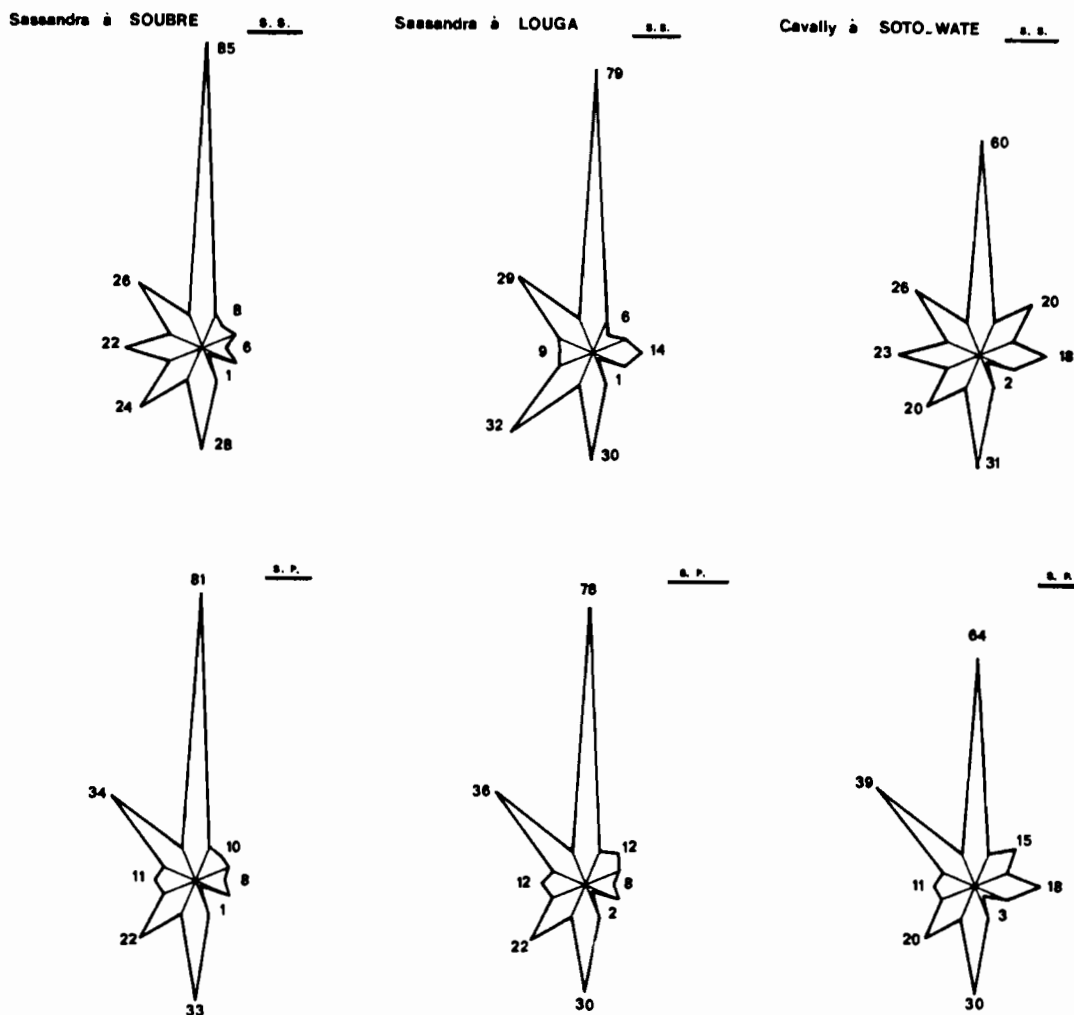 Sassandra à SOUBRE S. S. Sassandra à LOUGA S. S. Cavally à SOTO_WATE S. S.
85 79 60
26 8 22 6 1 24 28
29 6 9 14 1 32 30
26 20 23 18 2 20 31
S. P. S. P. S. P.
81 78 64
34 10 11 8 1 22 33
36 12 12 8 2 22 30
39 15 11 18 3 20 30